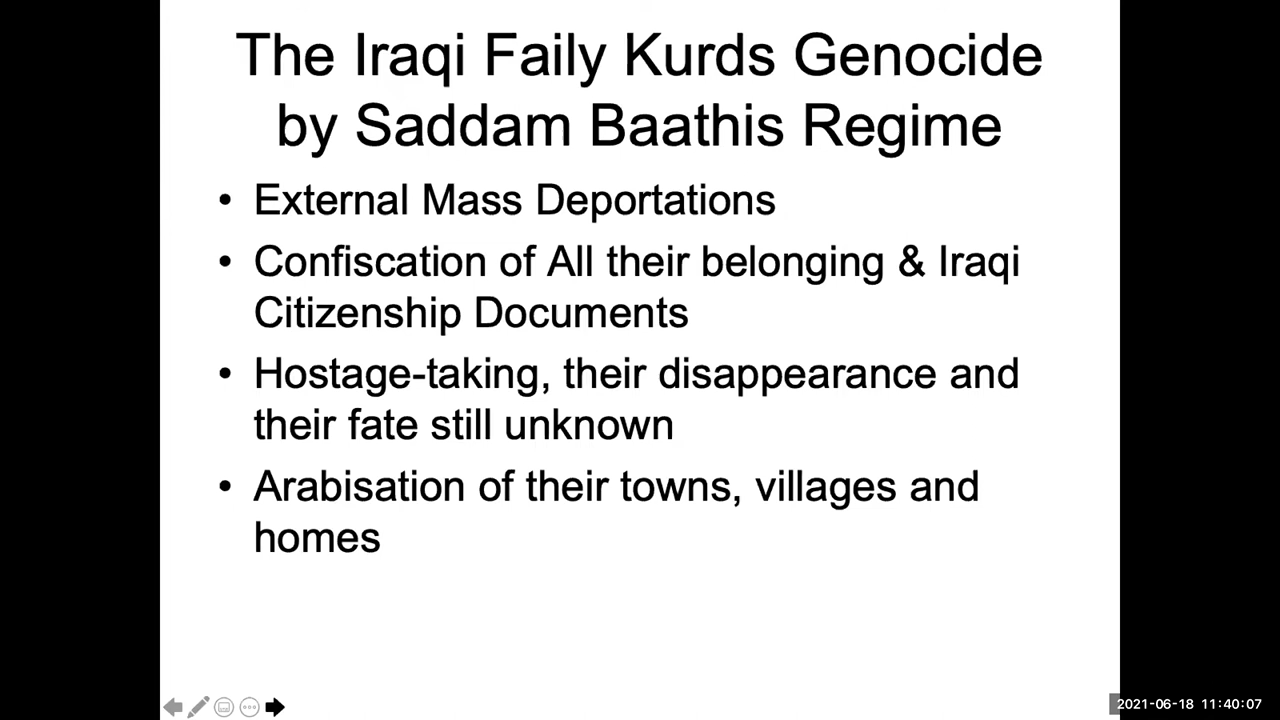 The Iraqi Faily Kurds Genocide
by Saddam Baathis Regime
• External Mass Deportations
• Confiscation of All their belonging & Iraqi
Citizenship Documents
• Hostage-taking, their disappearance and
their fate still unknown
• Arabisation of their towns, villages and
homes
2021-06-18 11:40:07